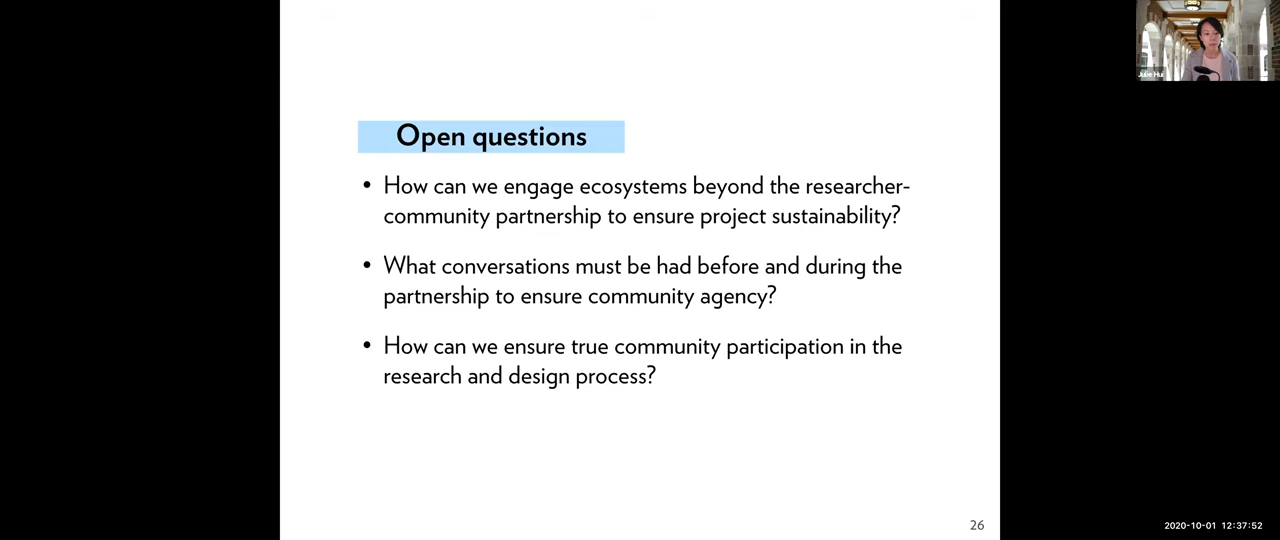 Julie Hui
Open questions
• How can we engage ecosystems beyond the researcher-
community partnership to ensure project sustainability?
• What conversations must be had before and during the
partnership to ensure community agency?
• How can we ensure true community participation in the
research and design process?
26
2020-10-01 12:37:52